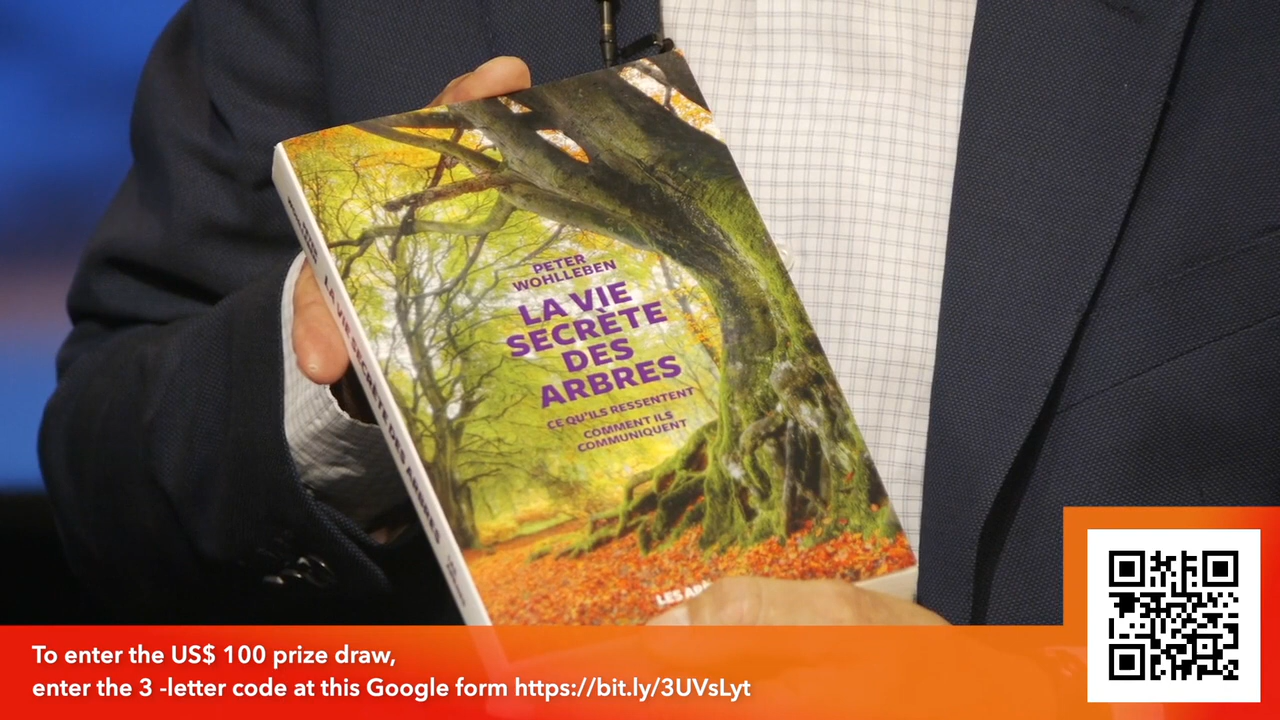 PETER
WOHLLEBEN
LA VIE
SECRÈTE
DES
ARBRES
CE QU'ILS RESSENTENT
COMMENT ILS
COMMUNIQUENT
LA VIE SECRÈTE DES ARBRES
LES
To enter the US$ 100 prize draw,
enter the 3 -letter code at this Google form https://bit.ly/3UVsLyt